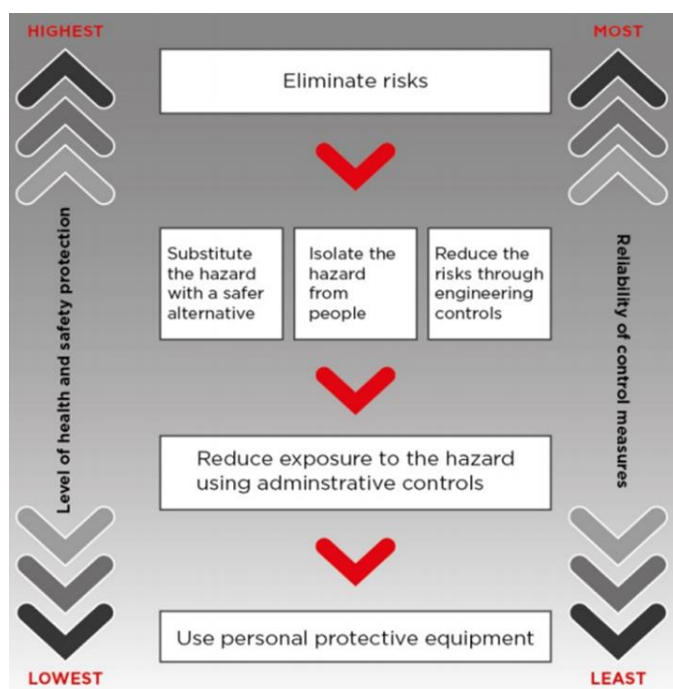 HIGHEST
MOST
Eliminate risks
Level of health and safety protection
Substitute
the hazard
with a safer
alternative
Isolate the
hazard
from
people
Reduce the
risks through
engineering
controls
Reliability of control measures
Reduce exposure to the hazard
using adminstrative controls
Use personal protective equipment
LOWEST
LEAST